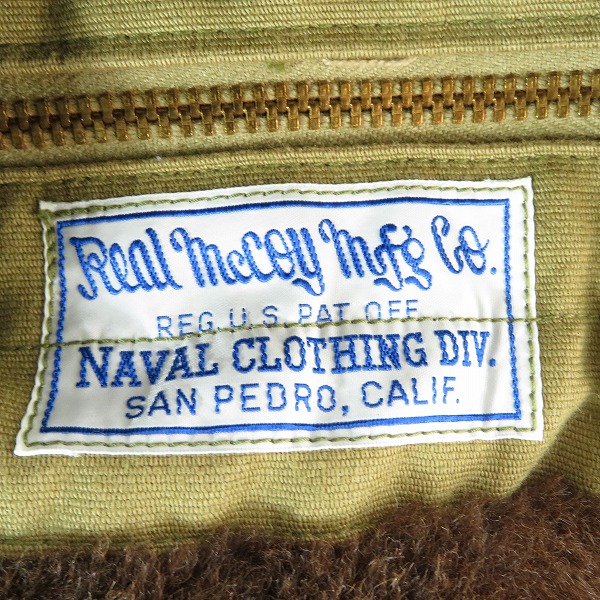 Real McCoy Mfg Co.
REG. U.S. PAT. OFF.
NAVAL CLOTHING DIV.
SAN PEDRO, CALIF.